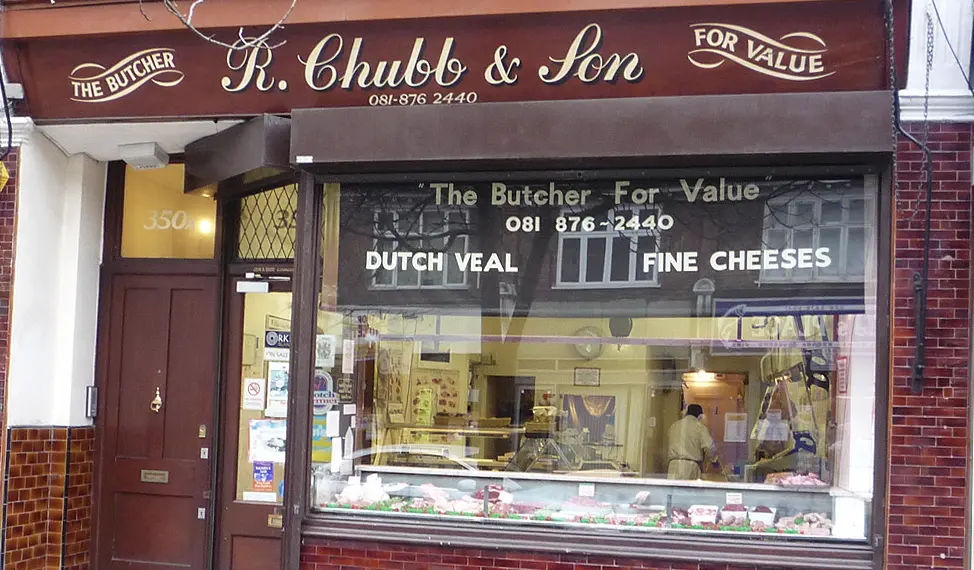 THE BUTCHER
R. Chubb & Son
FOR VALUE
081-876 2440
"The Butcher For Value"
081 876-2440
DUTCH VEAL
FINE CHEESES